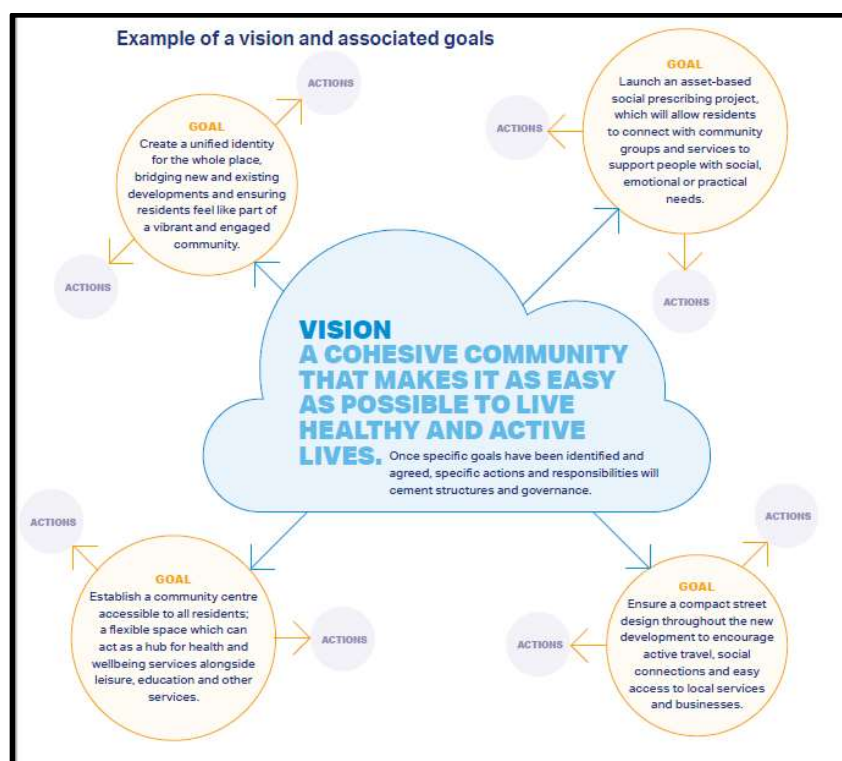 Example of a vision and associated goals
ACTIONS
GOAL
Create a unified identity
for the whole place,
bridging new and existing
developments and ensuring
residents feel like part of
a vibrant and engaged
community.
ACTIONS
GOAL
Launch an asset-based
social prescribing project,
which will allow residents
to connect with community
groups and services to
support people with social,
emotional or practical
needs.
ACTIONS
ACTIONS
VISION
A COHESIVE COMMUNITY
THAT MAKES IT AS EASY
AS POSSIBLE TO LIVE
HEALTHY AND ACTIVE
LIVES.
Once specific goals have been identified and
agreed, specific actions and responsibilities will
cement structures and governance.
ACTIONS
GOAL
Establish a community centre
accessible to all residents;
a flexible space which can
act as a hub for health and
wellbeing services alongside
leisure, education and other
services.
ACTIONS
ACTIONS
GOAL
Ensure a compact street
design throughout the new
development to encourage
active travel, social
connections and easy
access to local services
and businesses.
ACTIONS